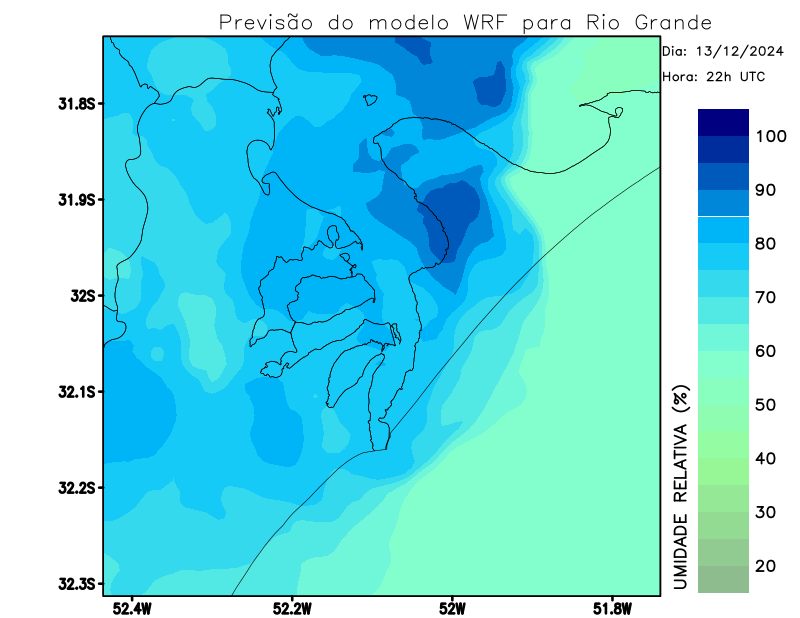 Previsão do modelo WRF para Rio Grande
Dia: 13/12/2024
Hora: 22h UTC
31.8S
31.9S
32S
32.1S
32.2S
32.3S
52.4W
52.2W
52W
51.8W
100
90
80
70
60
50
40
30
20
UMIDADE RELATIVA (%)